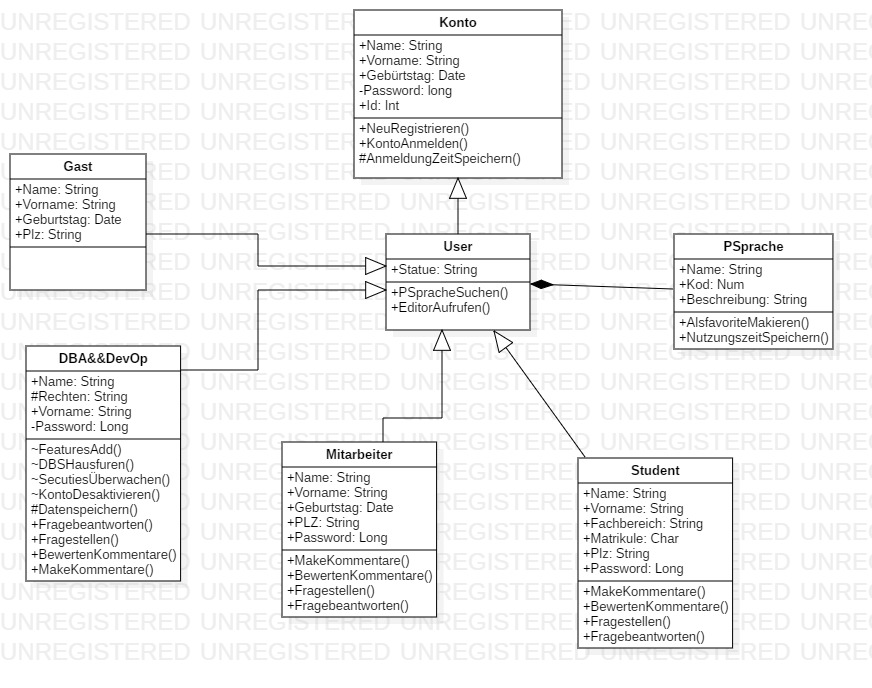 Konto
+Name: String
+Vorname: String
+Gebürtstag: Date
-Password: long
+Id: Int
+NeuRegistrieren()
+KontoAnmelden()
#AnmeldungZeitSpeichern()
Gast
+Name: String
+Vorname: String
+Geburtstag: Date
+Plz: String
User
+Statue: String
+PSpracheSuchen()
+EditorAufrufen()
PSprache
+Name: String
+Kod: Num
+Beschreibung: String
+AlsfavoriteMakieren()
+NutzungszeitSpeichern()
DBA&&DevOp
+Name: String
#Rechten: String
+Vorname: String
-Password: Long
~FeaturesAdd()
~DBSHausfuren()
~SecutiesÜberwachen()
~KontoDesaktivieren()
#Datenspeichern()
+Fragebeantworten()
+Fragestellen()
+BewertenKommentare()
+MakeKommentare()
Mitarbeiter
+Name: String
+Vorname: String
+Geburtstag: Date
+PLZ: String
+Password: Long
+MakeKommentare()
+BewertenKommentare()
+Fragestellen()
+Fragebeantworten()
Student
+Name: String
+Vorname: String
+Fachbereich: String
+Matrikule: Char
+Plz: String
+Password: Long
+MakeKommentare()
+BewertenKommentare()
+Fragestellen()
+Fragebeantworten()
UNREGISTERED